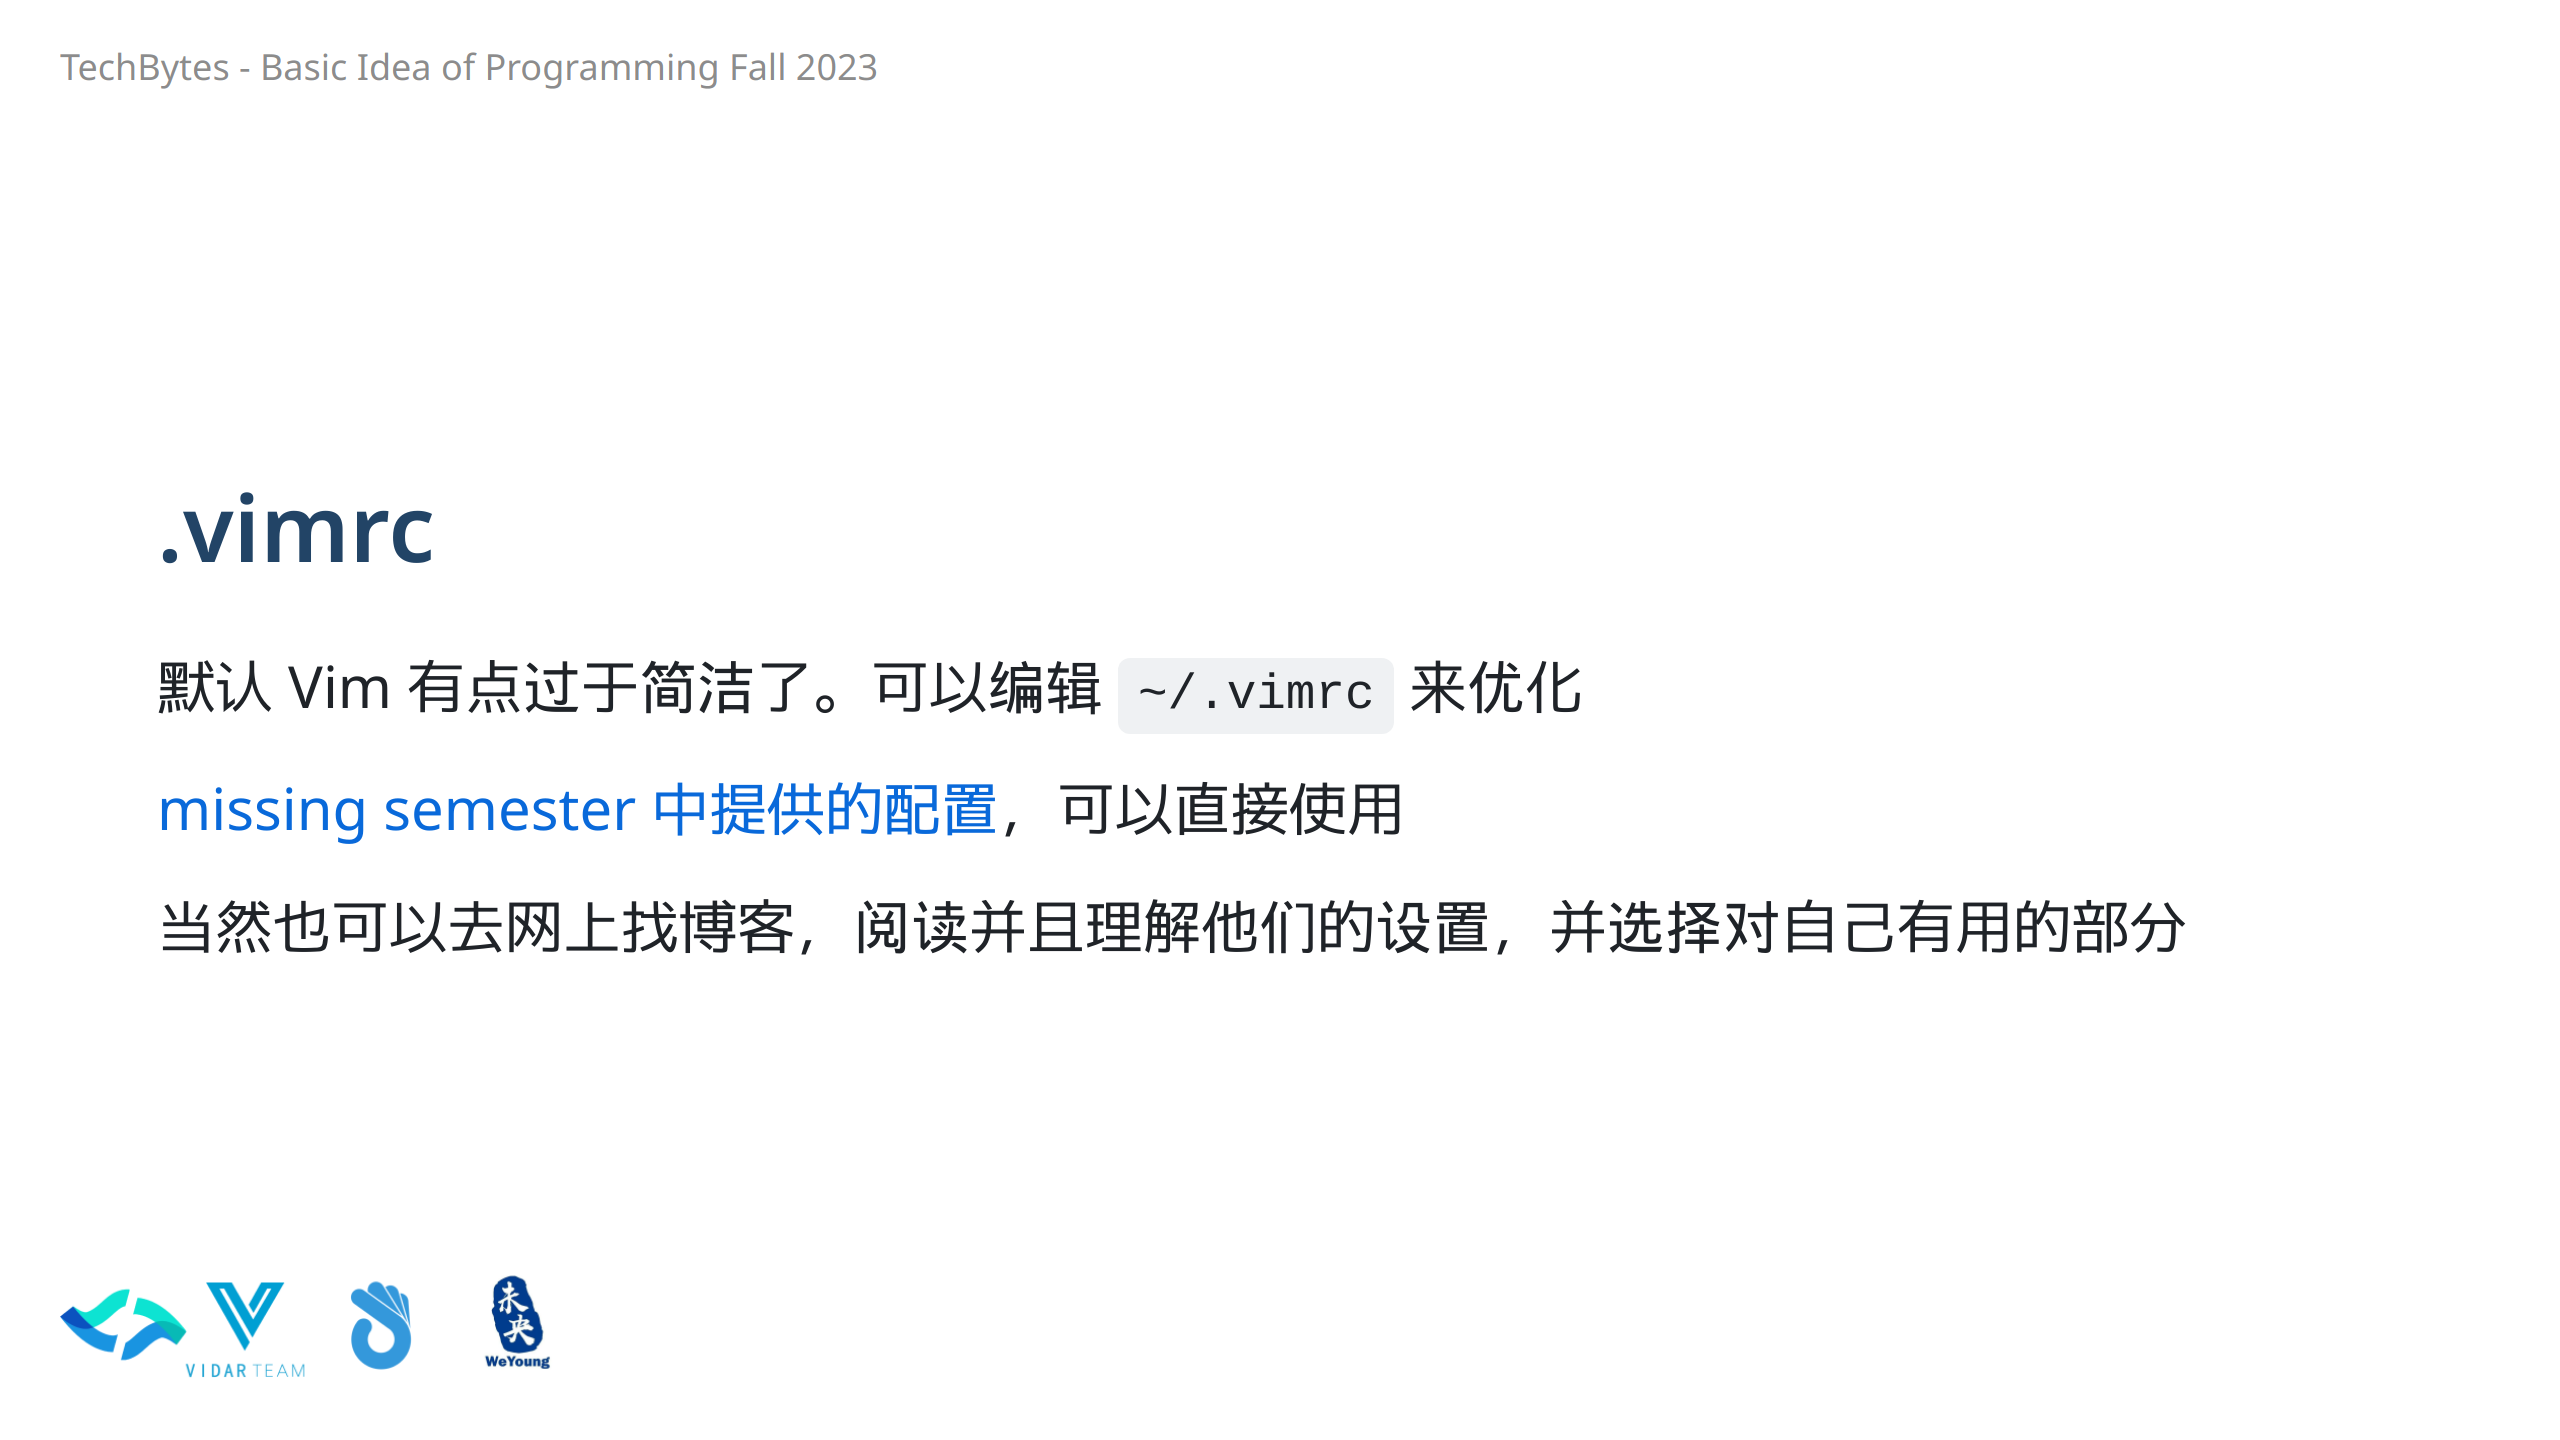 TechBytes - Basic Idea of Programming Fall 2023
.vimrc
默认 Vim 有点过于简洁了。可以编辑 ~/.vimrc 来优化
missing semester 中提供的配置，可以直接使用
当然也可以去网上找博客，阅读并且理解他们的设置，并选择对自己有用的部分
VIDAR TEAM
未央
WeYoung